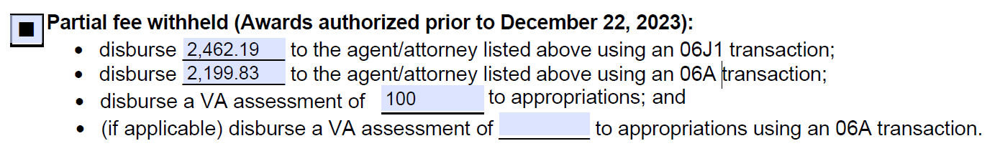 Partial fee withheld (Awards authorized prior to December 22, 2023):
• disburse 2,462.19 to the agent/attorney listed above using an 06J1 transaction;
• disburse 2,199.83 to the agent/attorney listed above using an 06A transaction;
• disburse a VA assessment of 100 to appropriations; and
• (if applicable) disburse a VA assessment of to appropriations using an 06A transaction.